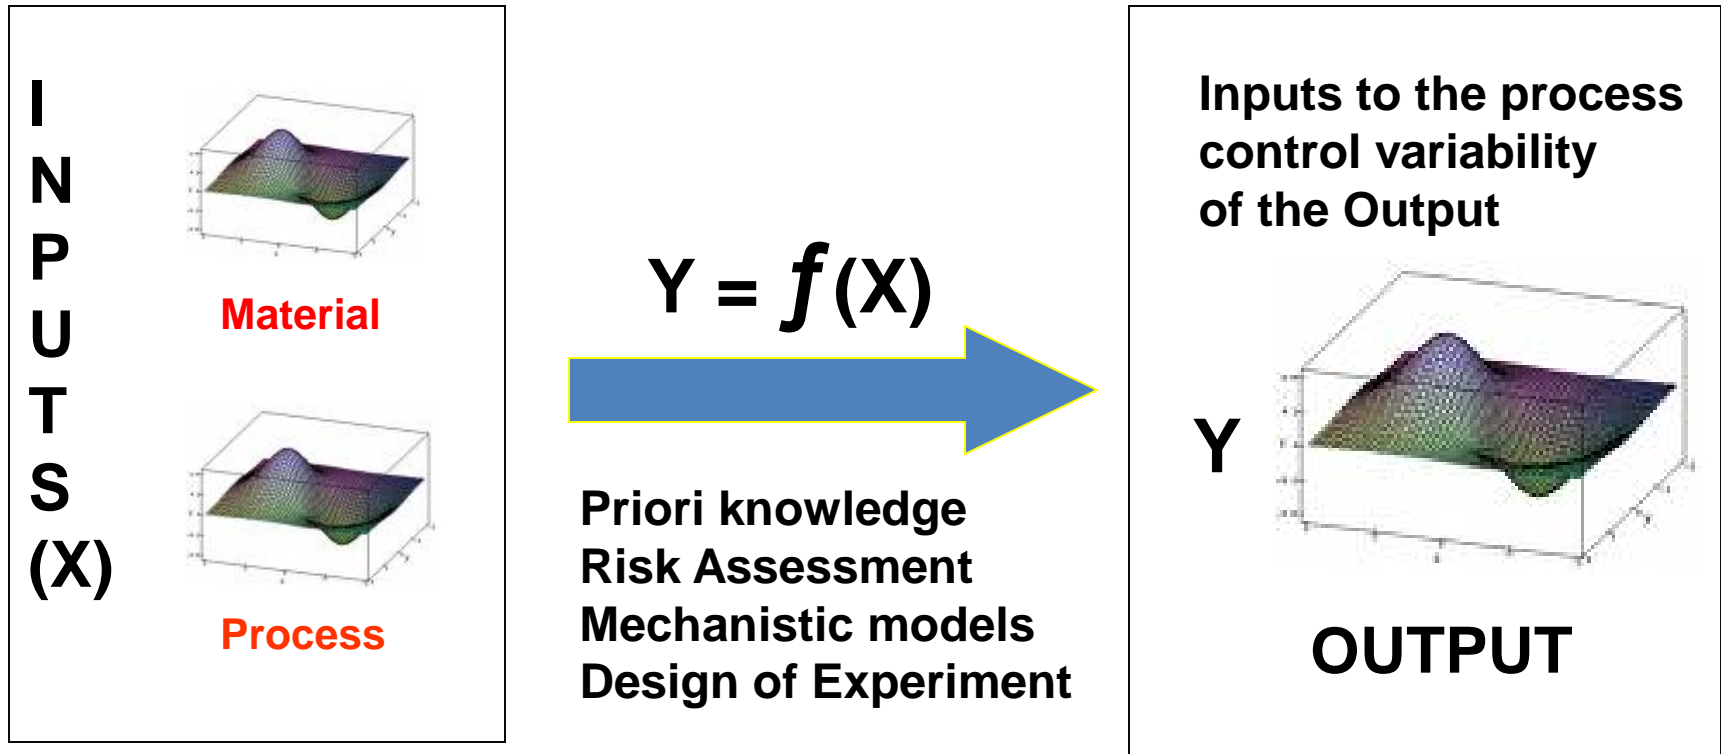 INPUTS
(X)
Material
Process
Y = f(X)
Priori knowledge
Risk Assessment
Mechanistic models
Design of Experiment
Inputs to the process
control variability
of the Output
Y
OUTPUT